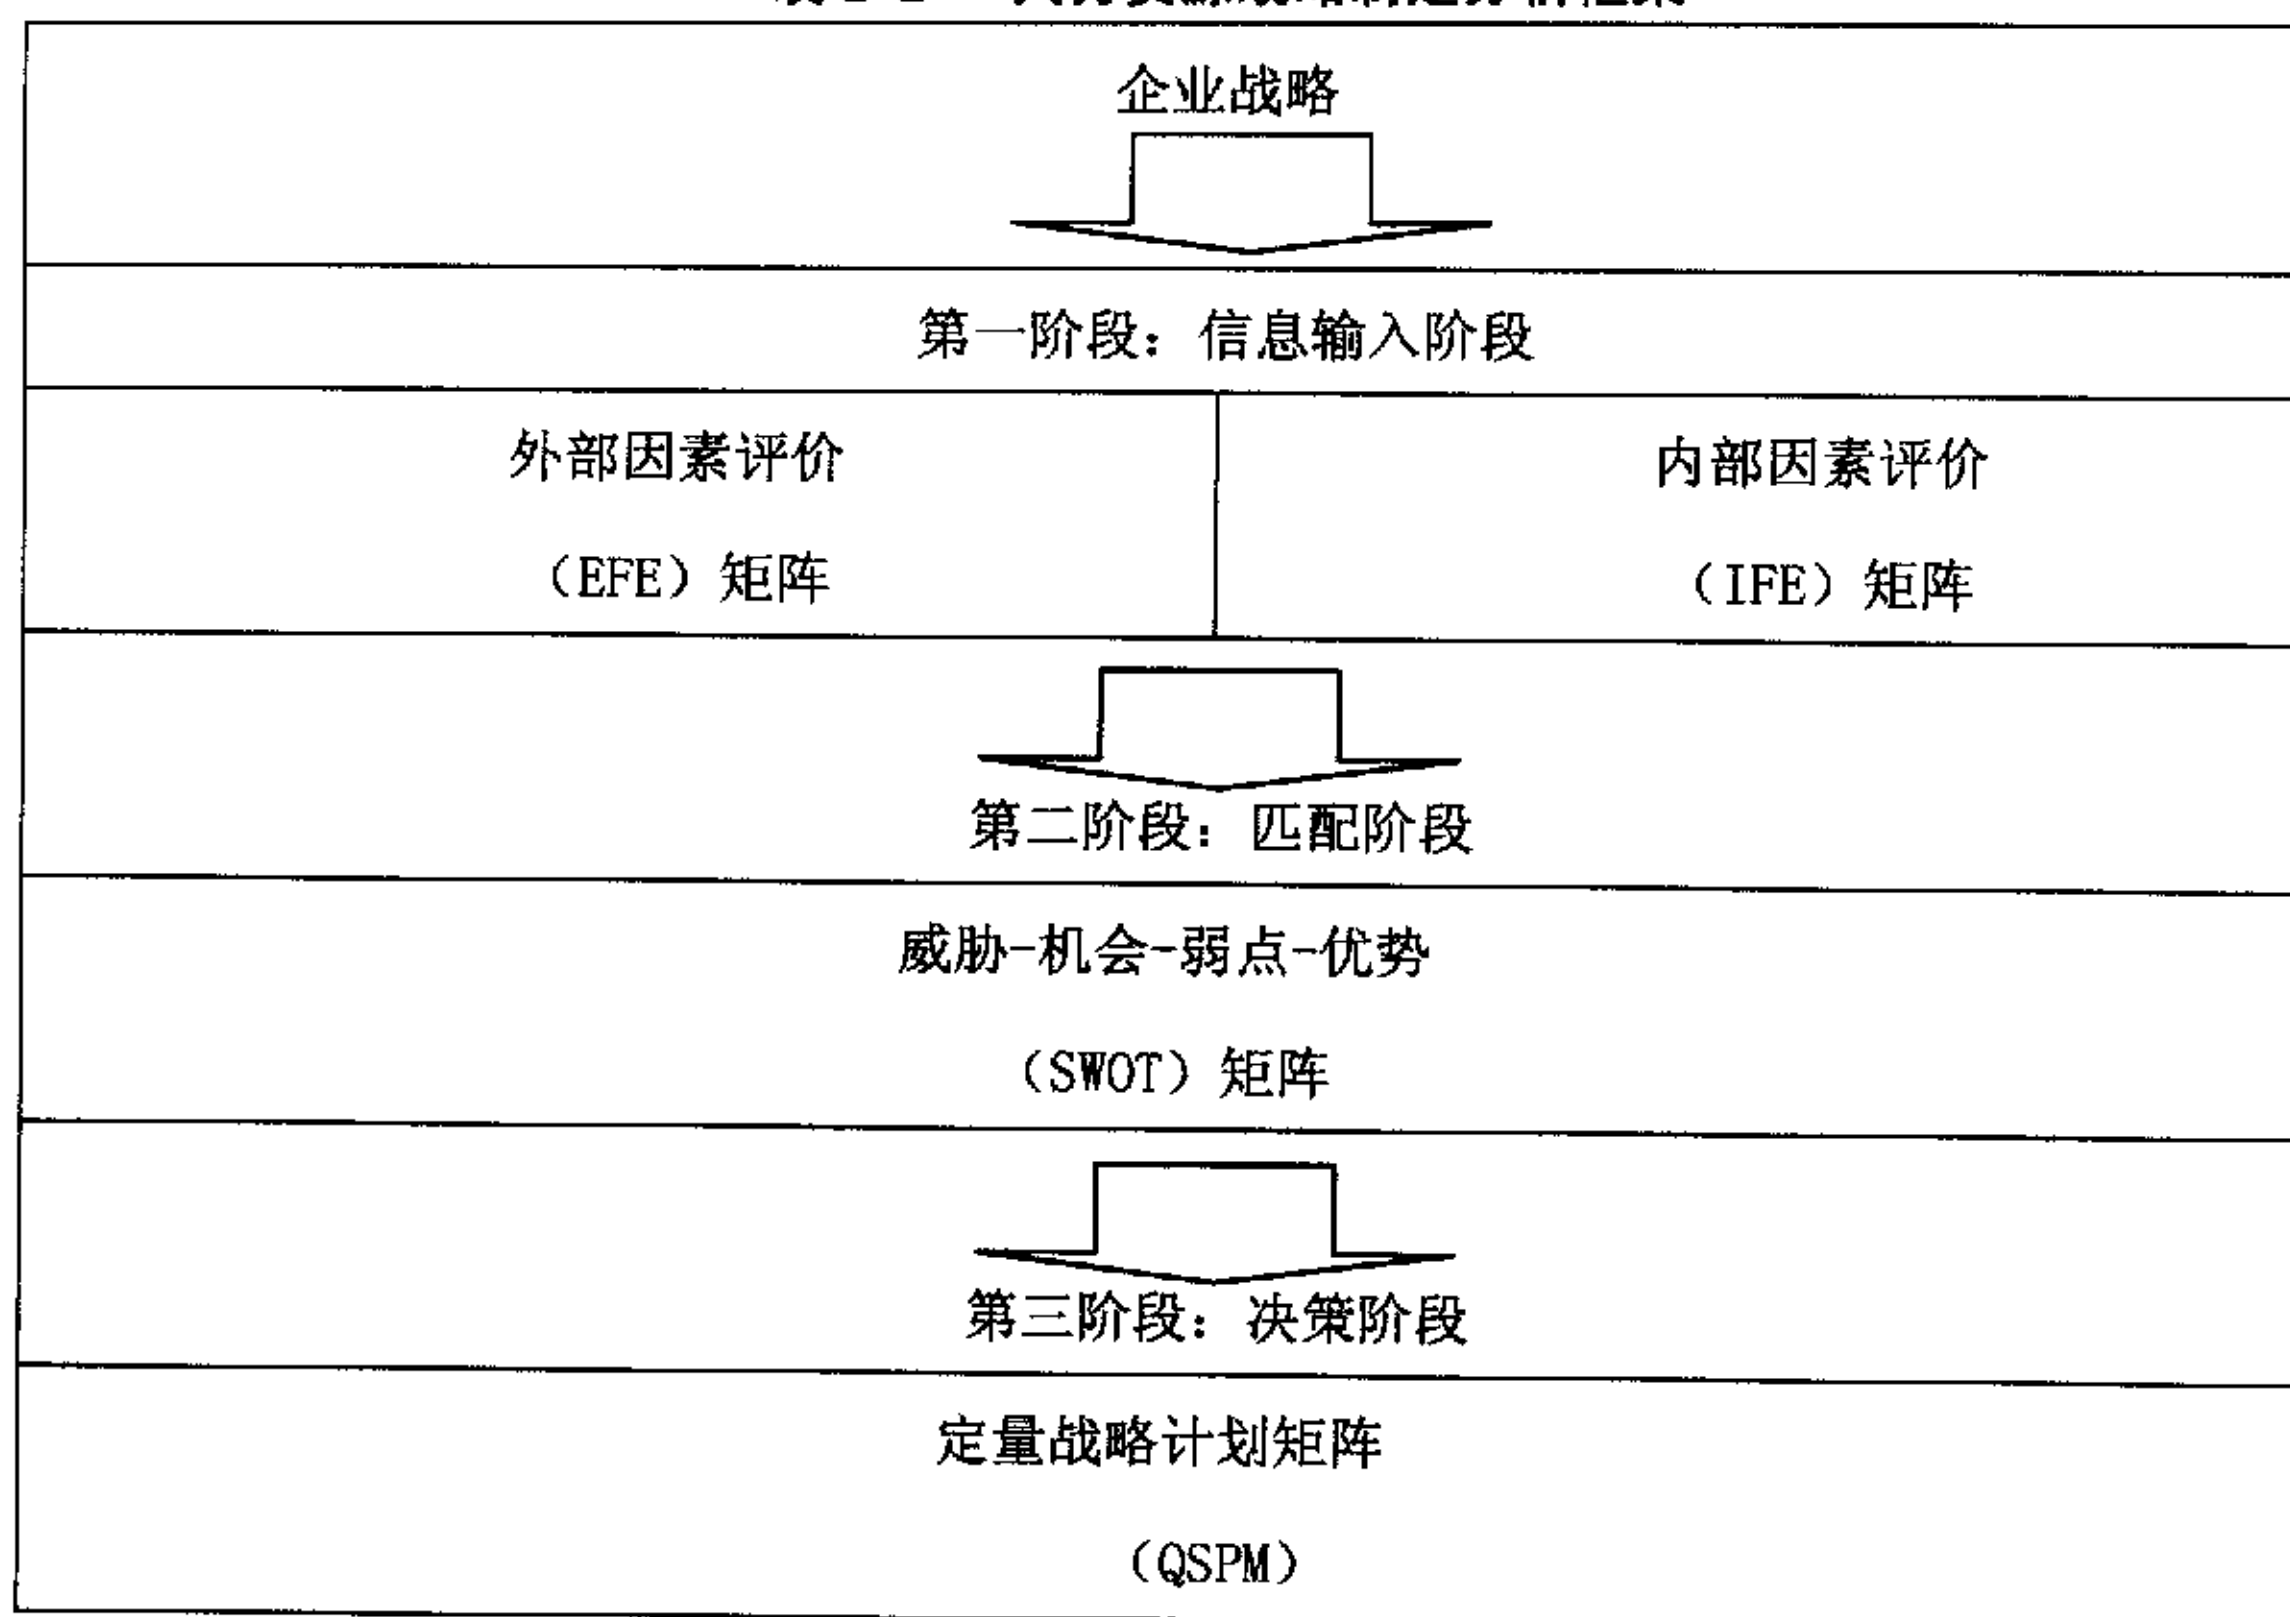 企业战略
第一阶段：信息输入阶段
外部因素评价
（EFE）矩阵
内部因素评价
（IFE）矩阵
第二阶段：匹配阶段
威胁-机会-弱点-优势
（SWOT）矩阵
第三阶段：决策阶段
定量战略计划矩阵
（QSPM）